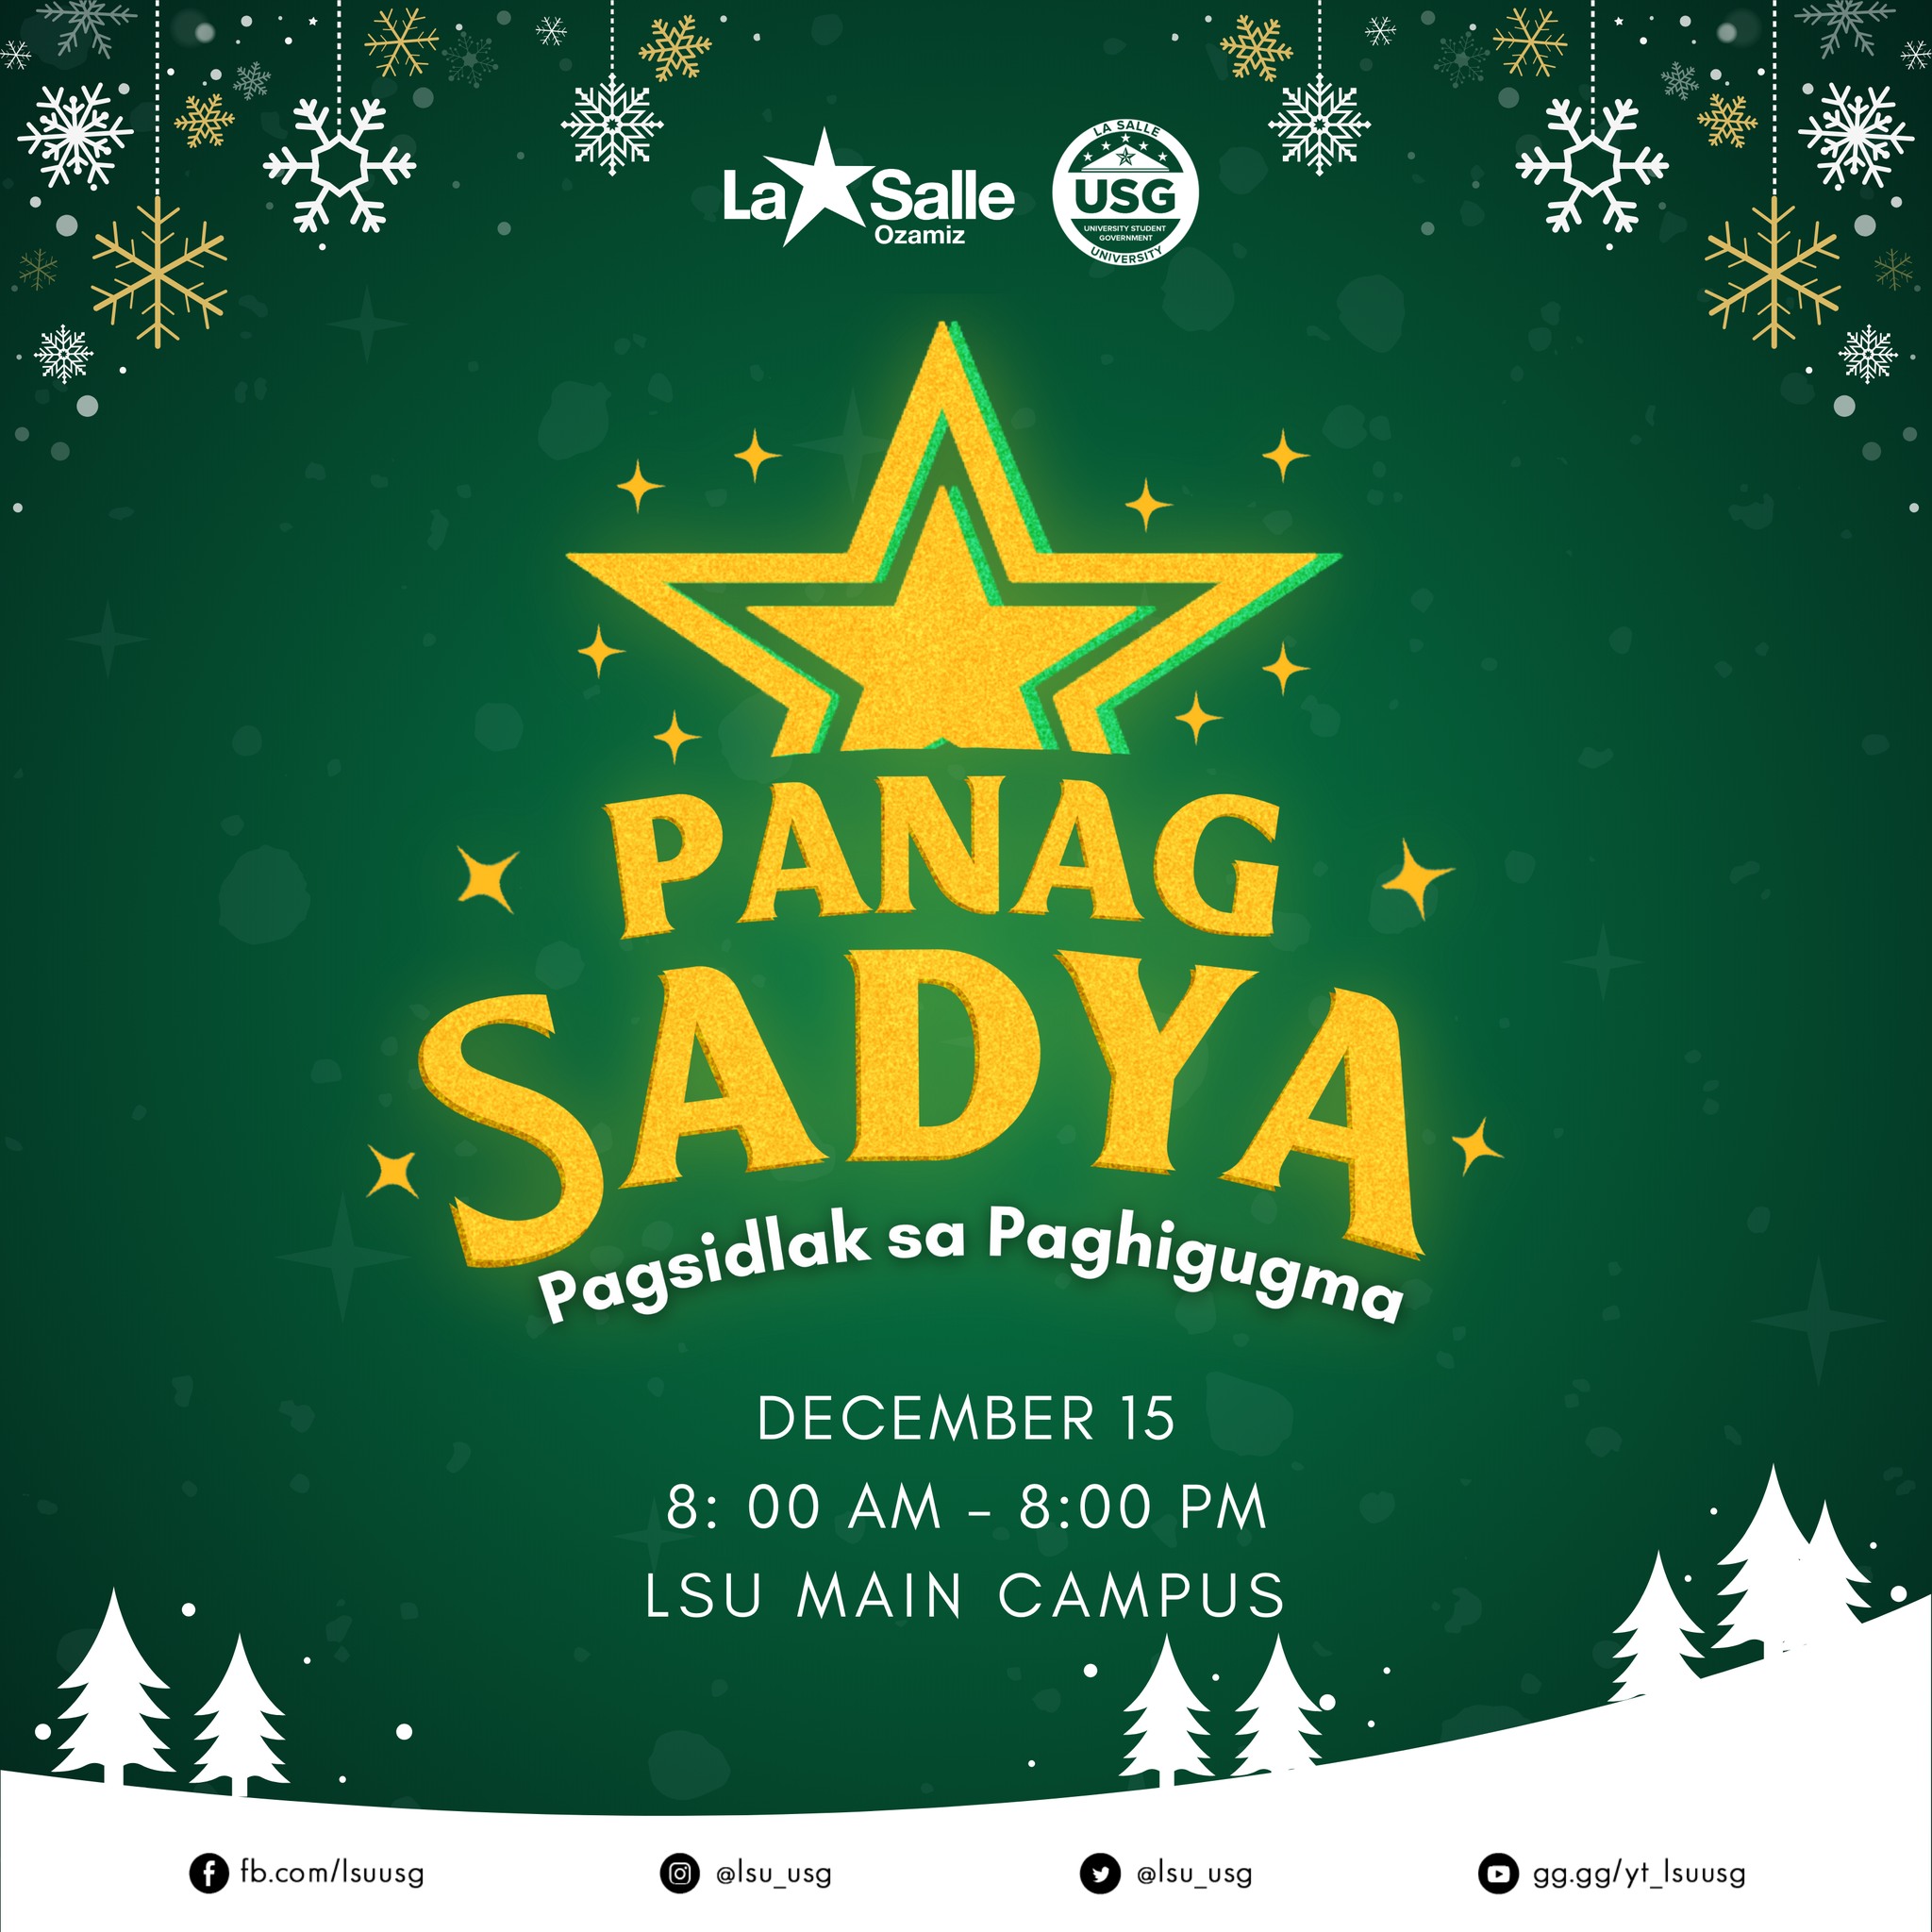 La Salle
Ozamiz
LA SALLE
USG
UNIVERSITY STUDENT
GOVERNMENT
UNIVERSITY
PANAG
SADYA
Pagsidlak sa Paghigugma
DECEMBER 15
8: 00 AM - 8:00 PM
LSU MAIN CAMPUS
fb.com/lsuusg
@lsu_usg
@lsu_usg
gg.gg/yt_lsuusg